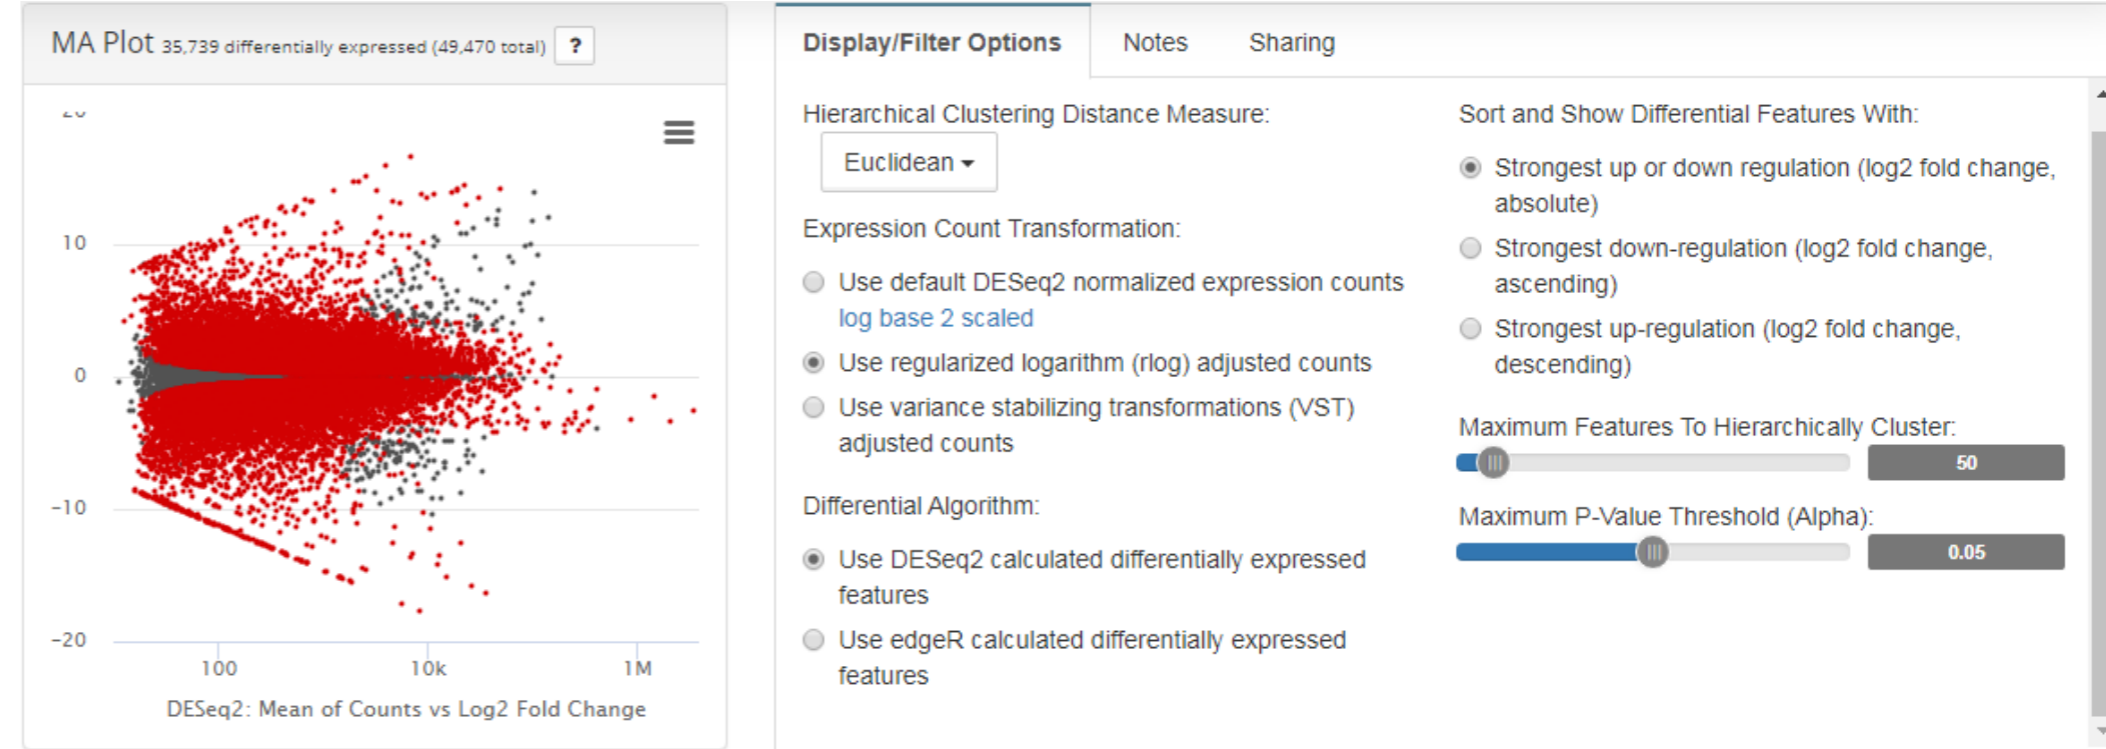 MA Plot 35,739 differentially expressed (49,470 total) ?
20
10
0
−10
−20
100 10k 1M
DESeq2: Mean of Counts vs Log2 Fold Change
Display/Filter Options Notes Sharing
Hierarchical Clustering Distance Measure:
Euclidean
Expression Count Transformation:
Use default DESeq2 normalized expression counts
log base 2 scaled
Use regularized logarithm (rlog) adjusted counts
Use variance stabilizing transformations (VST)
adjusted counts
Differential Algorithm:
Use DESeq2 calculated differentially expressed
features
Use edgeR calculated differentially expressed
features
Sort and Show Differential Features With:
Strongest up or down regulation (log2 fold change,
absolute)
Strongest down-regulation (log2 fold change,
ascending)
Strongest up-regulation (log2 fold change,
descending)
Maximum Features To Hierarchically Cluster:
50
Maximum P-Value Threshold (Alpha):
0.05